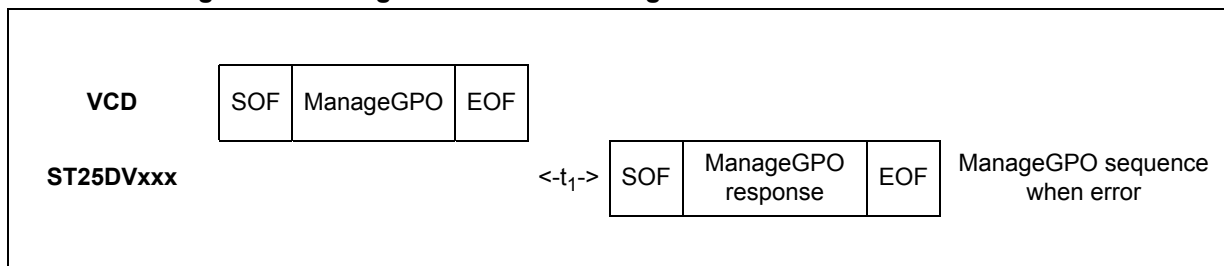 VCD SOF ManageGPO EOF
ST25DVxxx <-t1-> SOF ManageGPO response EOF ManageGPO sequence when error